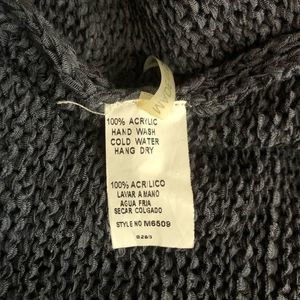 100% ACRYLIC
HAND WASH
COLD WATER
HANG DRY
100% ACRILICO
LAVAR A MANO
AGUA FRIA
SECAR COLGADO
STYLE NO M6509